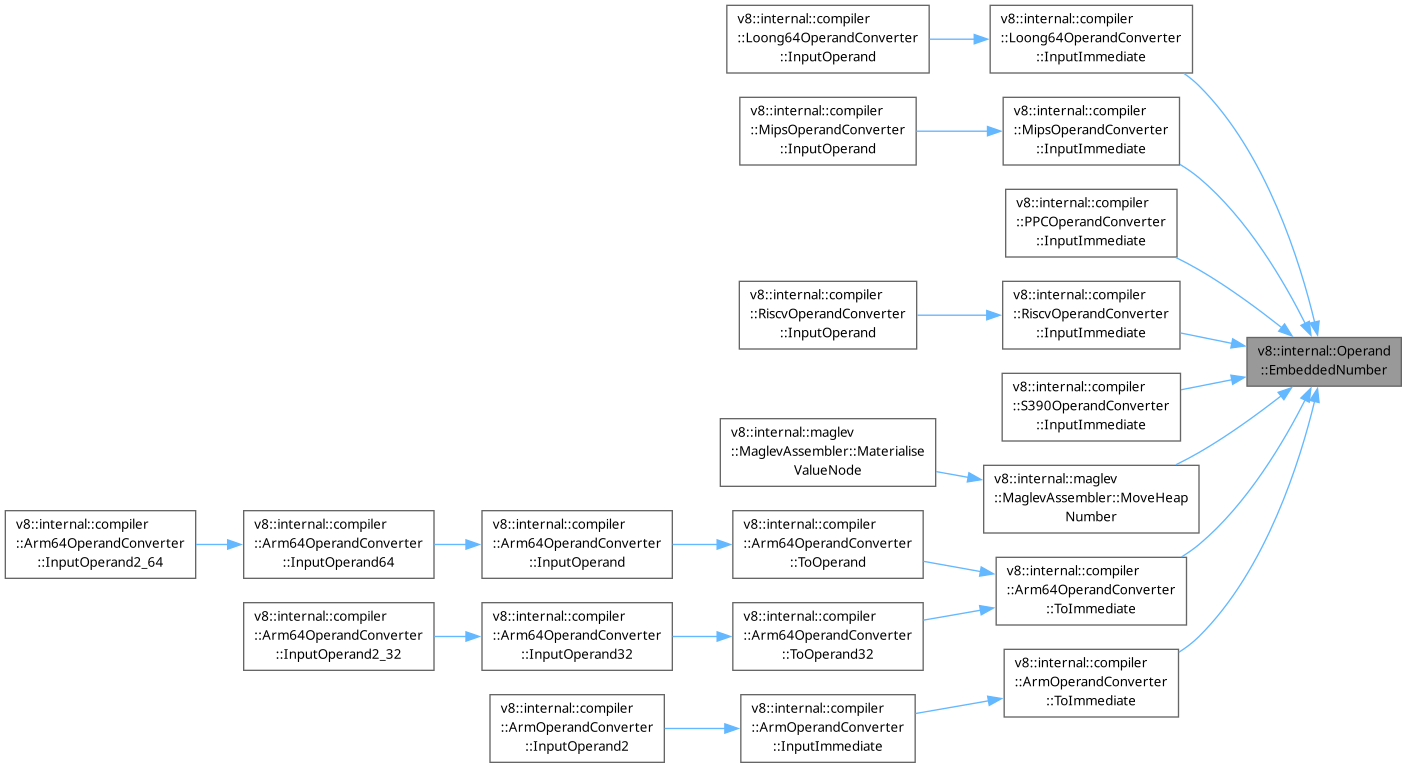 v8::internal::compiler
::Loong64OperandConverter
::InputOperand
v8::internal::compiler
::Loong64OperandConverter
::InputImmediate
v8::internal::compiler
::MipsOperandConverter
::InputOperand
v8::internal::compiler
::MipsOperandConverter
::InputImmediate
v8::internal::compiler
::PPCOperandConverter
::InputImmediate
v8::internal::compiler
::RiscvOperandConverter
::InputOperand
v8::internal::compiler
::RiscvOperandConverter
::InputImmediate
v8::internal::Operand
::EmbeddedNumber
v8::internal::compiler
::S390OperandConverter
::InputImmediate
v8::internal::maglev
::MaglevAssembler::Materialise
ValueNode
v8::internal::maglev
::MaglevAssembler::MoveHeap
Number
v8::internal::compiler
::Arm64OperandConverter
::InputOperand2_64
v8::internal::compiler
::Arm64OperandConverter
::InputOperand64
v8::internal::compiler
::Arm64OperandConverter
::InputOperand
v8::internal::compiler
::Arm64OperandConverter
::ToOperand
v8::internal::compiler
::Arm64OperandConverter
::ToImmediate
v8::internal::compiler
::Arm64OperandConverter
::InputOperand2_32
v8::internal::compiler
::Arm64OperandConverter
::InputOperand32
v8::internal::compiler
::Arm64OperandConverter
::ToOperand32
v8::internal::compiler
::ArmOperandConverter
::ToImmediate
v8::internal::compiler
::ArmOperandConverter
::InputOperand2
v8::internal::compiler
::ArmOperandConverter
::InputImmediate